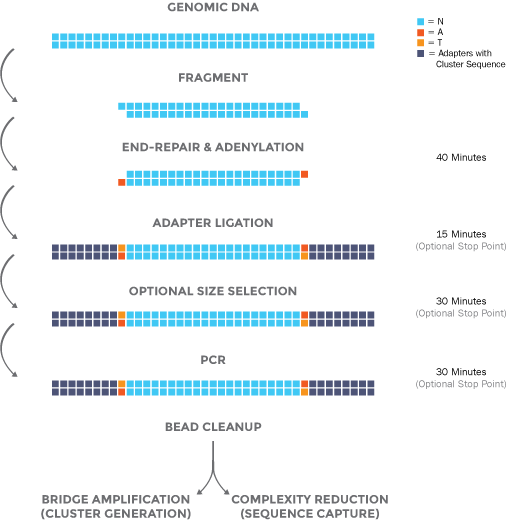 GENOMIC DNA
= N
= A
= T
= Adapters with
Cluster Sequence
FRAGMENT
END-REPAIR & ADENYLATION
40 Minutes
ADAPTER LIGATION
15 Minutes
(Optional Stop Point)
OPTIONAL SIZE SELECTION
30 Minutes
(Optional Stop Point)
PCR
30 Minutes
(Optional Stop Point)
BEAD CLEANUP
BRIDGE AMPLIFICATION
(CLUSTER GENERATION)
COMPLEXITY REDUCTION
(SEQUENCE CAPTURE)